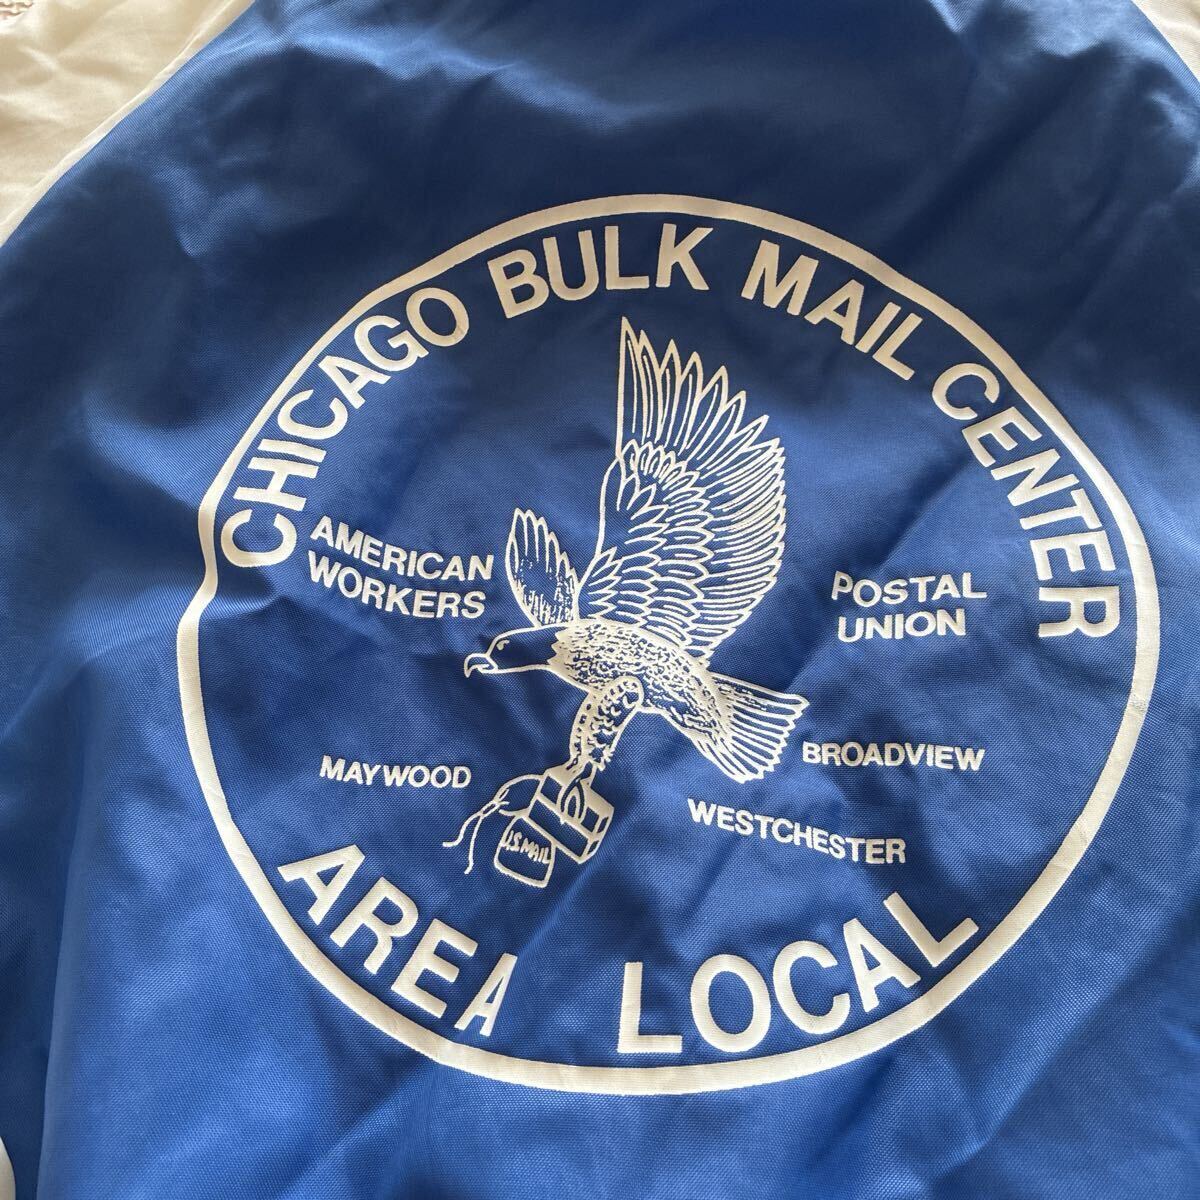 CHICAGO BULK MAIL CENTER
AMERICAN
WORKERS
POSTAL
UNION
MAYWOOD
BROADVIEW
WESTCHESTER
U.S MAIL
AREA LOCAL